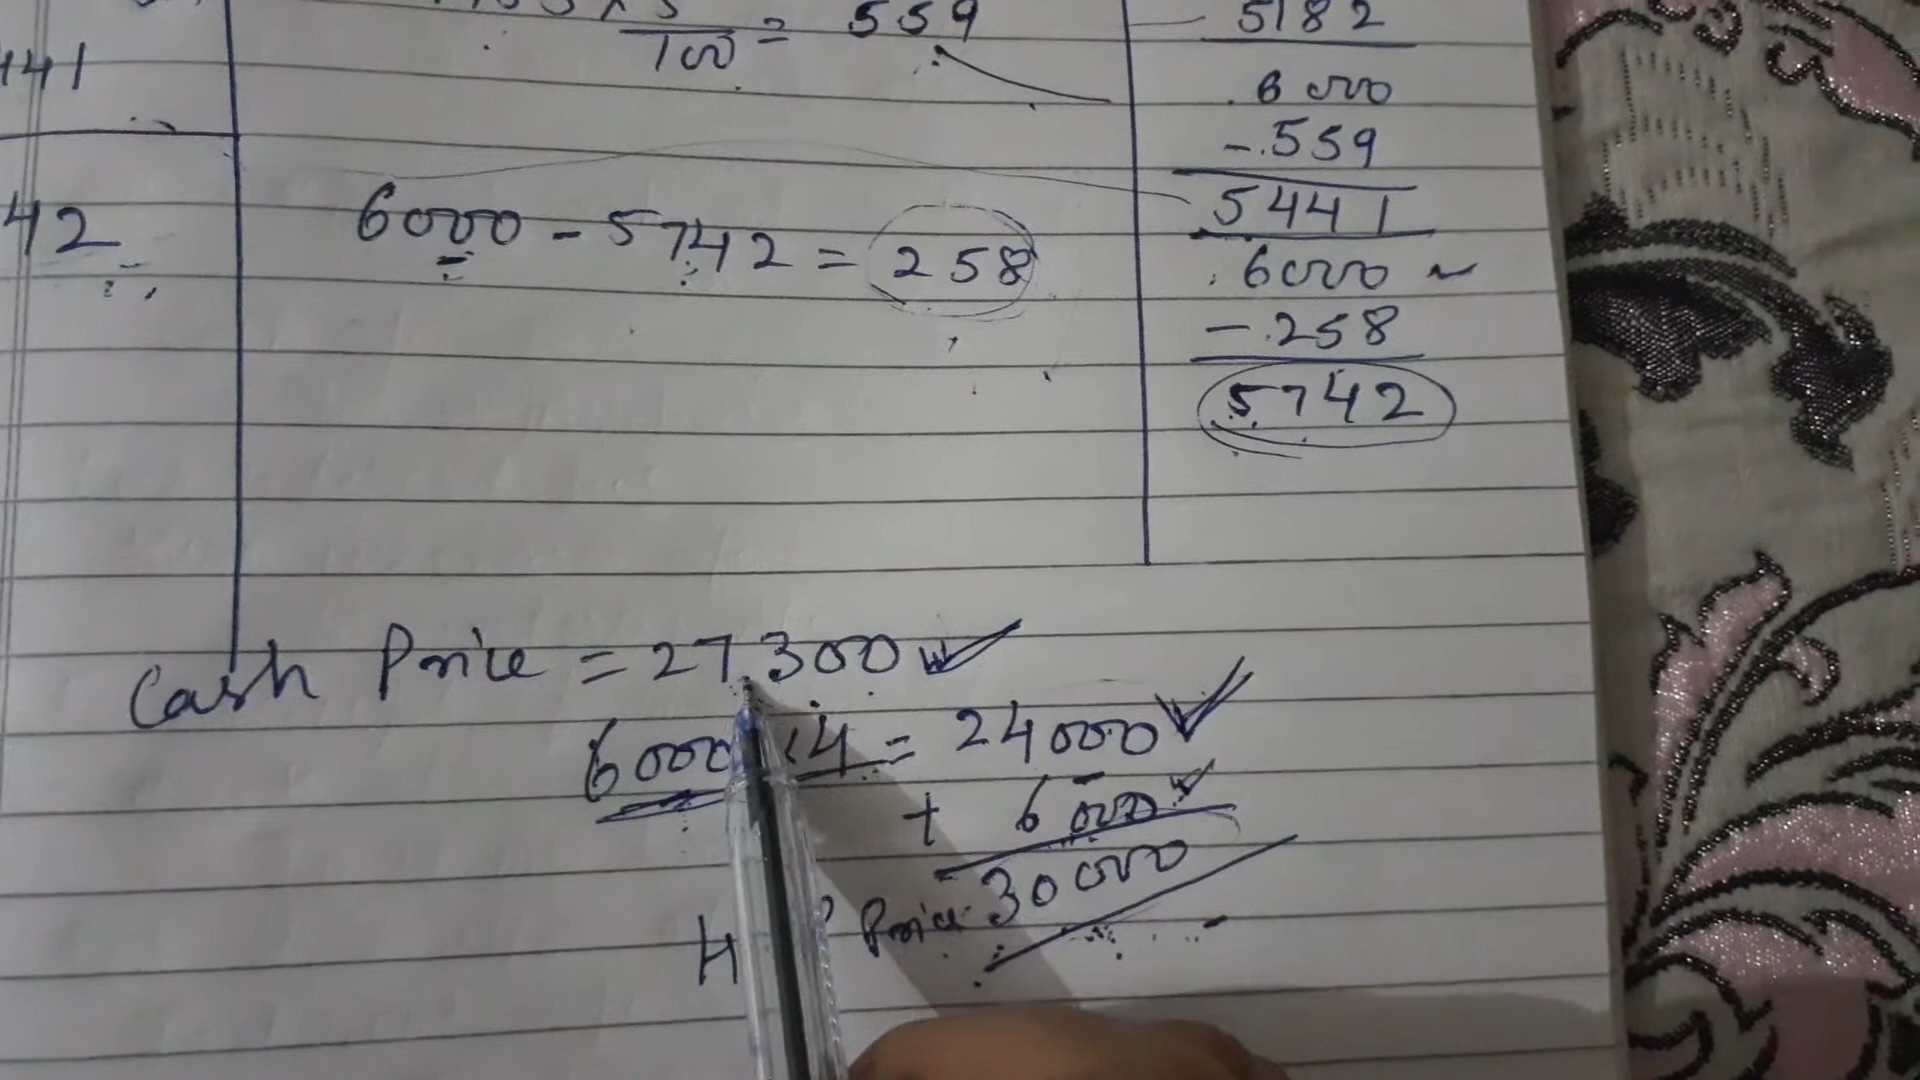 5182
100 = 559
441
6000
- 559
5441
42
6000 - 5742 = 258
6000
- 258
5742
Cash Price = 27300
6000 4 = 24000
+ 6000
H P Price 30000